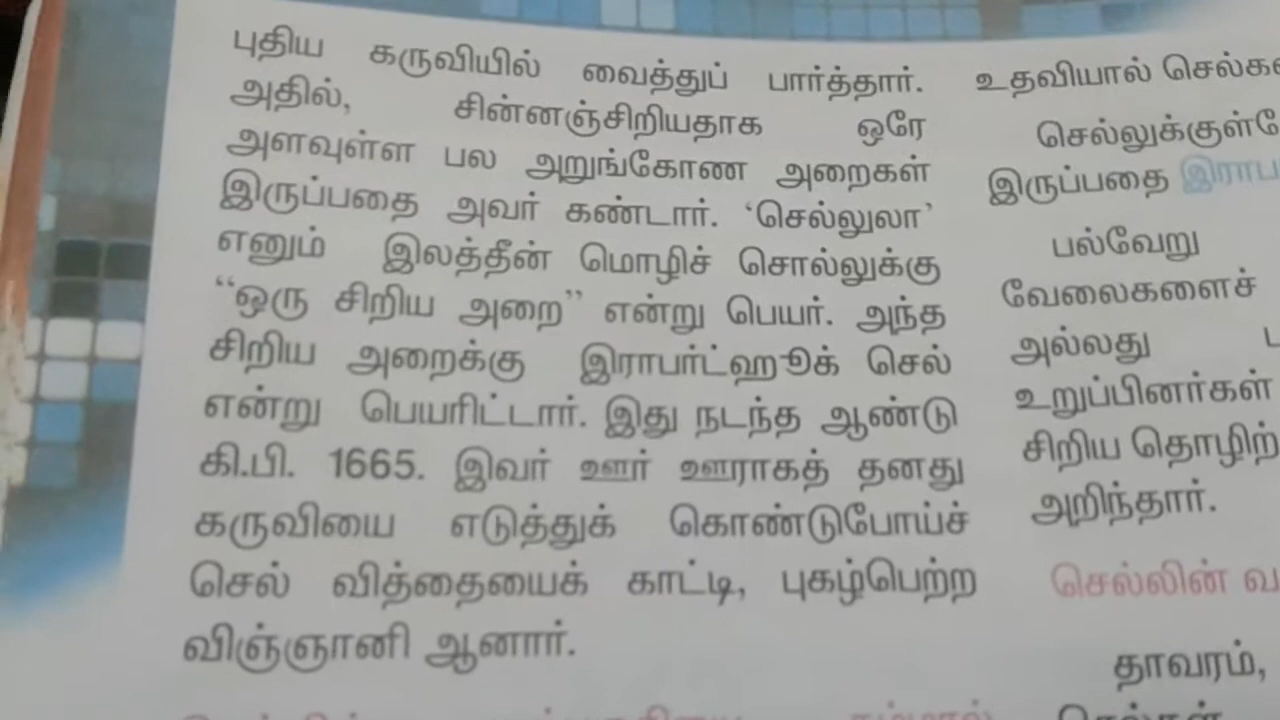 புதிய கருவியில் வைத்துப் பார்த்தார்.
அதில், சின்னஞ்சிறியதாக ஒரே
அளவுள்ள பல அறுங்கோண அறைகள்
இருப்பதை அவர் கண்டார். ‘செல்லுலா’
எனும் இலத்தீன் மொழிச் சொல்லுக்கு
“ஒரு சிறிய அறை” என்று பெயர். அந்த
சிறிய அறைக்கு இராபர்ட்ஹூக் செல்
என்று பெயரிட்டார். இது நடந்த ஆண்டு
கி.பி. 1665. இவர் ஊர் ஊராகத் தனது
கருவியை எடுத்துக் கொண்டுபோய்ச்
செல் வித்தையைக் காட்டி, புகழ்பெற்ற
விஞ்ஞானி ஆனார்.
உதவியால்
இருப்பதை
பல்வேறு
வேலைகளைச்
அல்லது
உறுப்பினர்கள்
சிறிய
அறிந்தார்.
செல்லின்
தாவரம்,